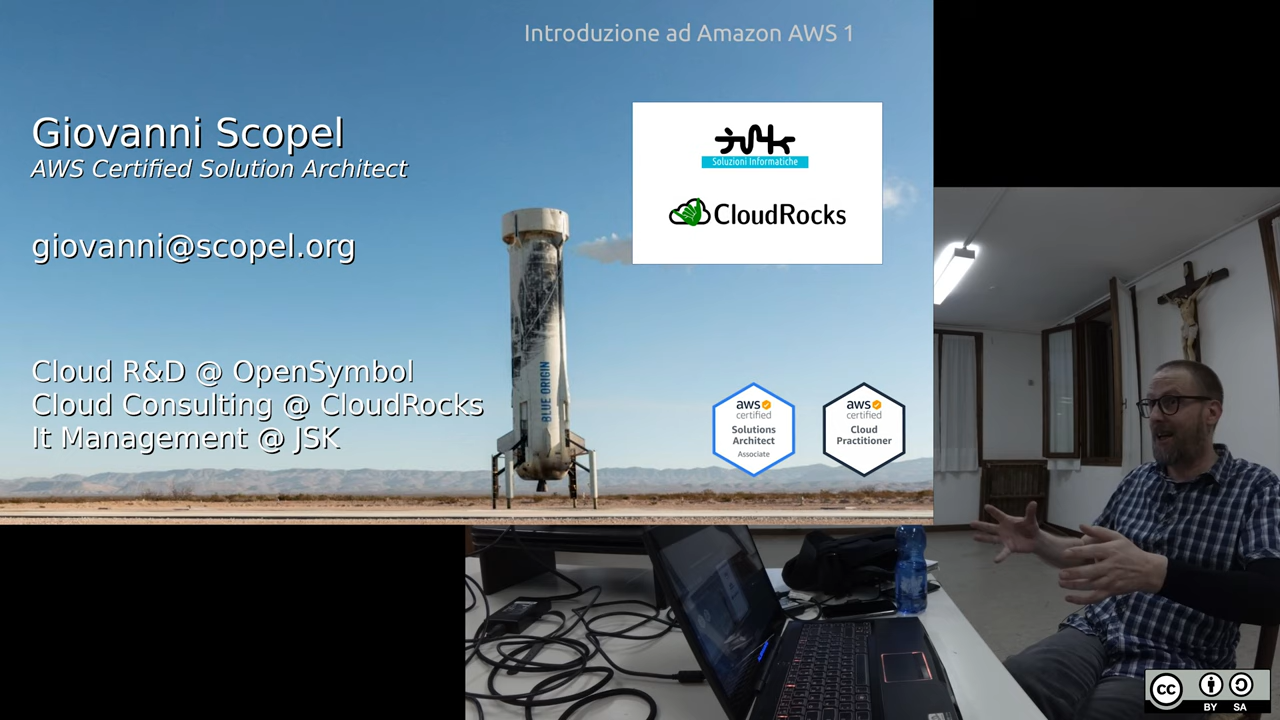 Introduzione ad Amazon AWS 1
Giovanni Scopel
AWS Certified Solution Architect
giovanni@scopel.org
Cloud R&D @ OpenSymbol
Cloud Consulting @ CloudRocks
It Management @ JSK
Soluzioni Informatiche
CloudRocks
BLUE ORIGIN
aws
certified
Solutions
Architect
Associate
aws
certified
Cloud
Practitioner
cc
BY SA